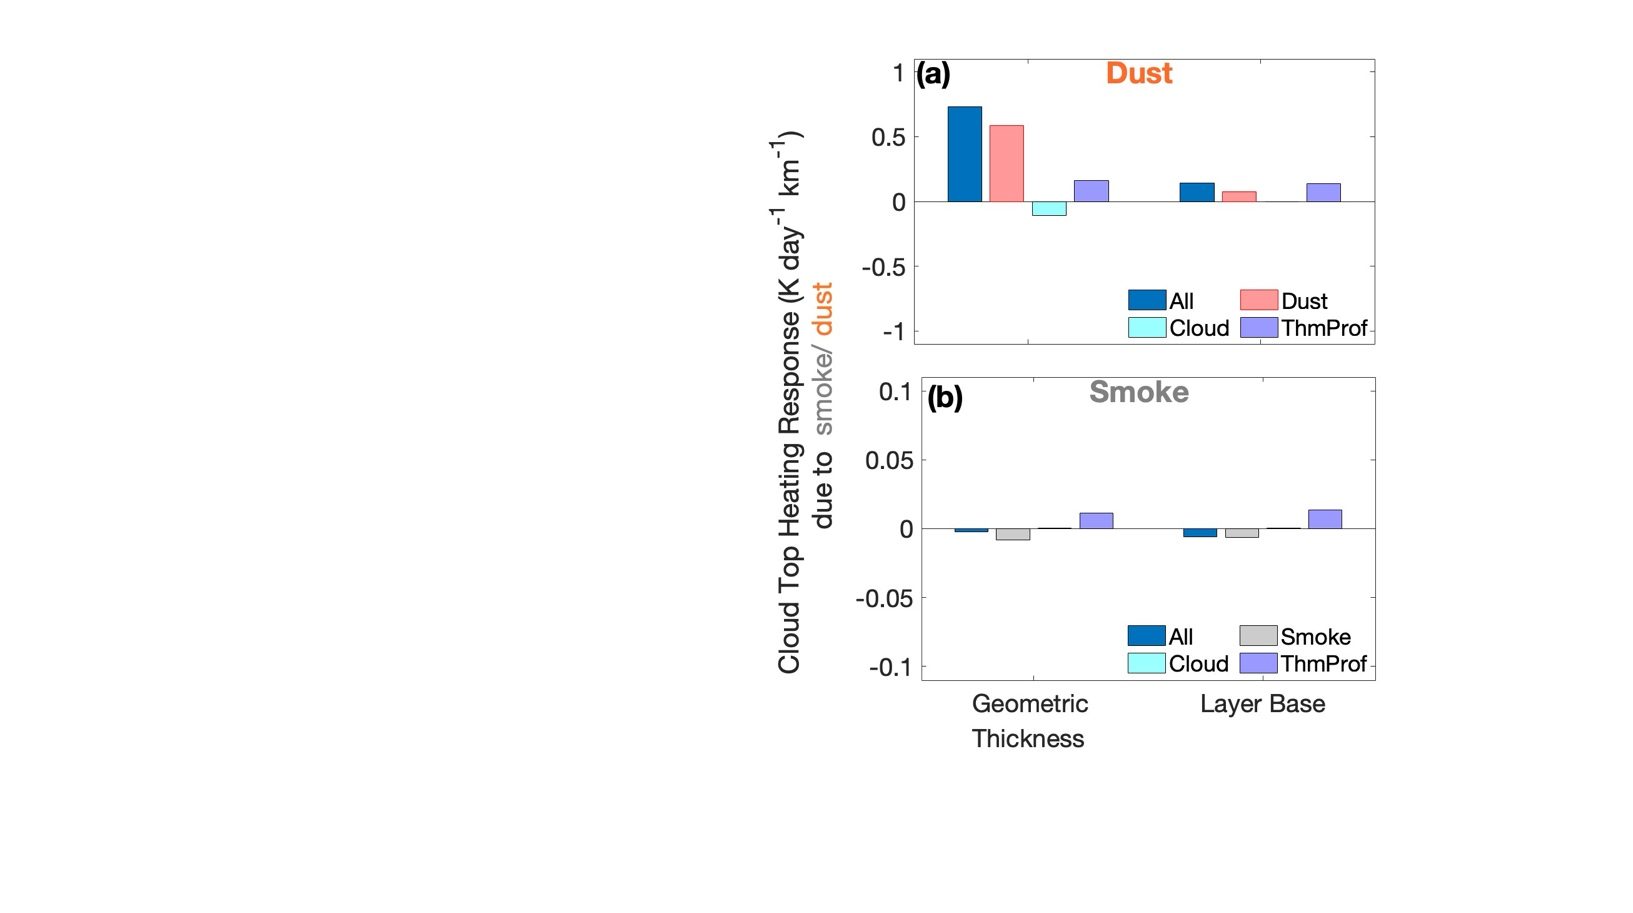 Cloud Top Heating Response (K day⁻¹ km⁻¹)
due to smoke/ dust
(a)
Dust
1
0.5
0
-0.5
-1
All
Dust
Cloud
ThmProf
(b)
Smoke
0.1
0.05
0
-0.05
-0.1
All
Smoke
Cloud
ThmProf
Geometric
Thickness
Layer Base